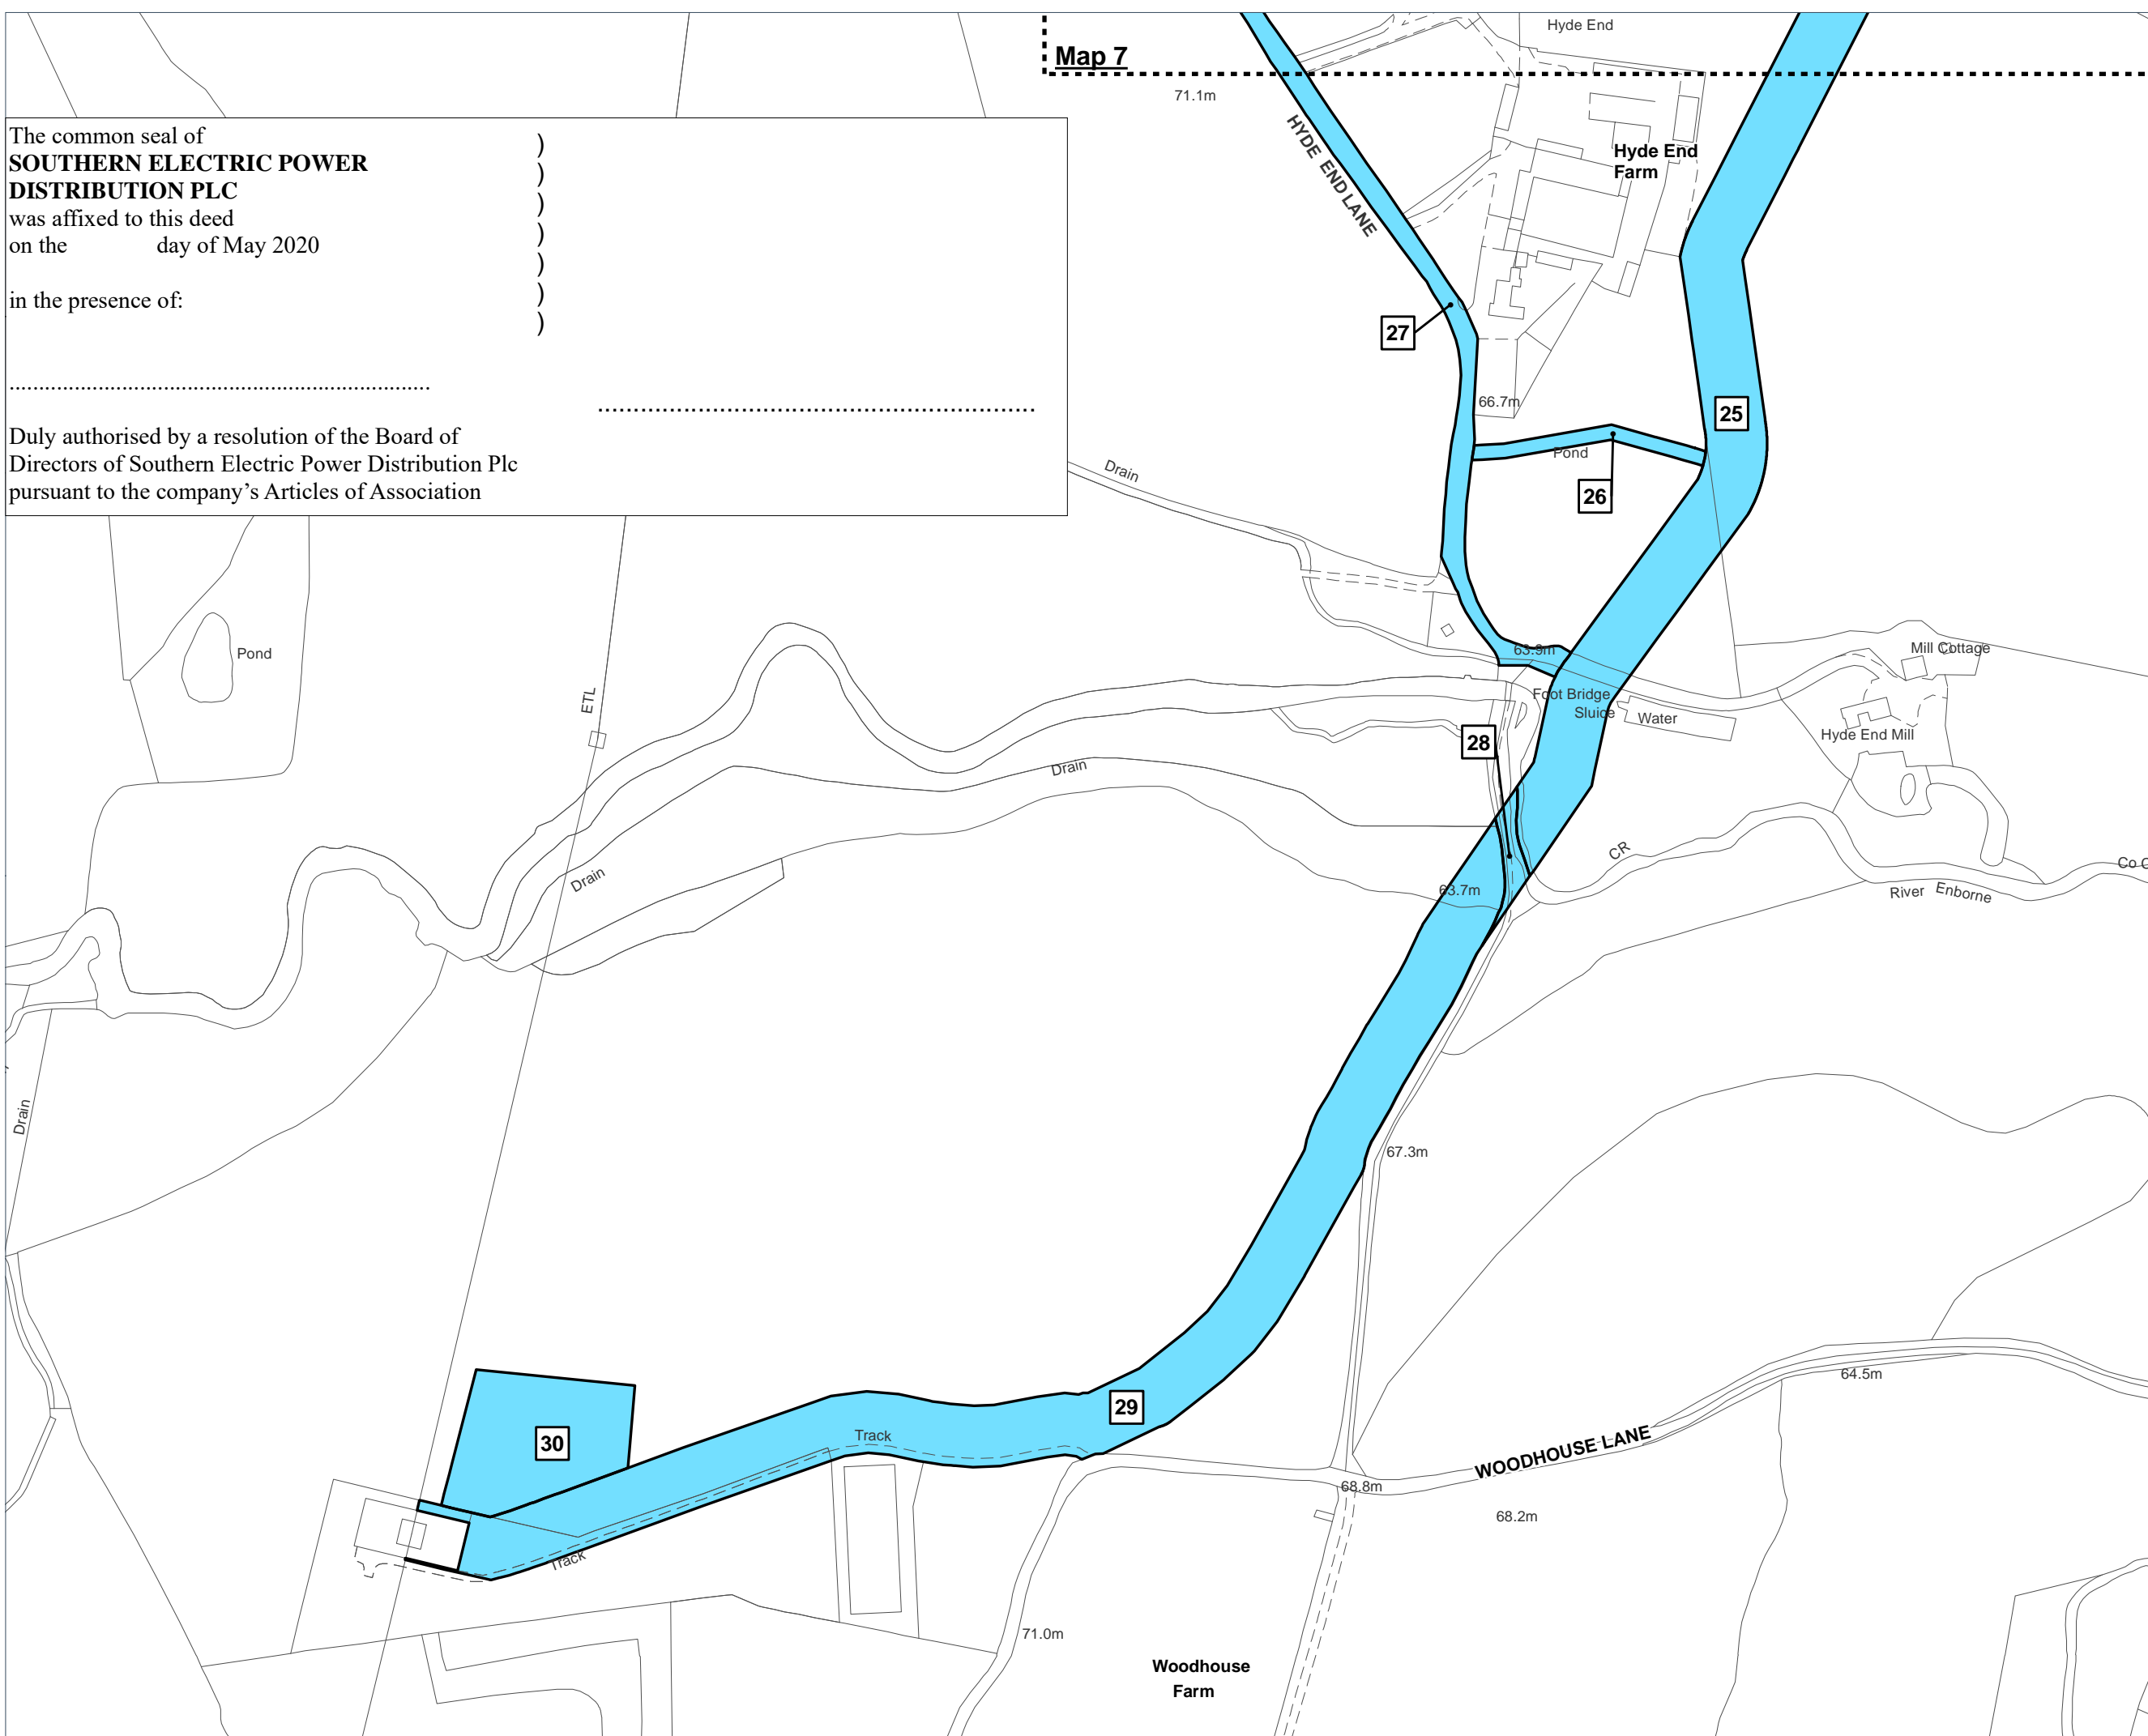 Hyde End
Map 7
71.1m
The common seal of )
SOUTHERN ELECTRIC POWER )
DISTRIBUTION PLC )
was affixed to this deed )
on the day of May 2020 )
in the presence of: )
)
HYDE END LANE
Hyde End
Farm
27
66.7m
25
Pond
26
Drain
...................................................................
...................................................................
Duly authorised by a resolution of the Board of
Directors of Southern Electric Power Distribution Plc
pursuant to the company's Articles of Association
Pond
ETL
63.9m
Mill Cottage
Foot Bridge
Sluice
Water
Hyde End Mill
28
Drain
Drain
CR
Co C
63.7m
River Enborne
Drain
67.3m
64.5m
29
30
Track
WOODHOUSE LANE
68.8m
68.2m
Track
71.0m
Woodhouse
Farm